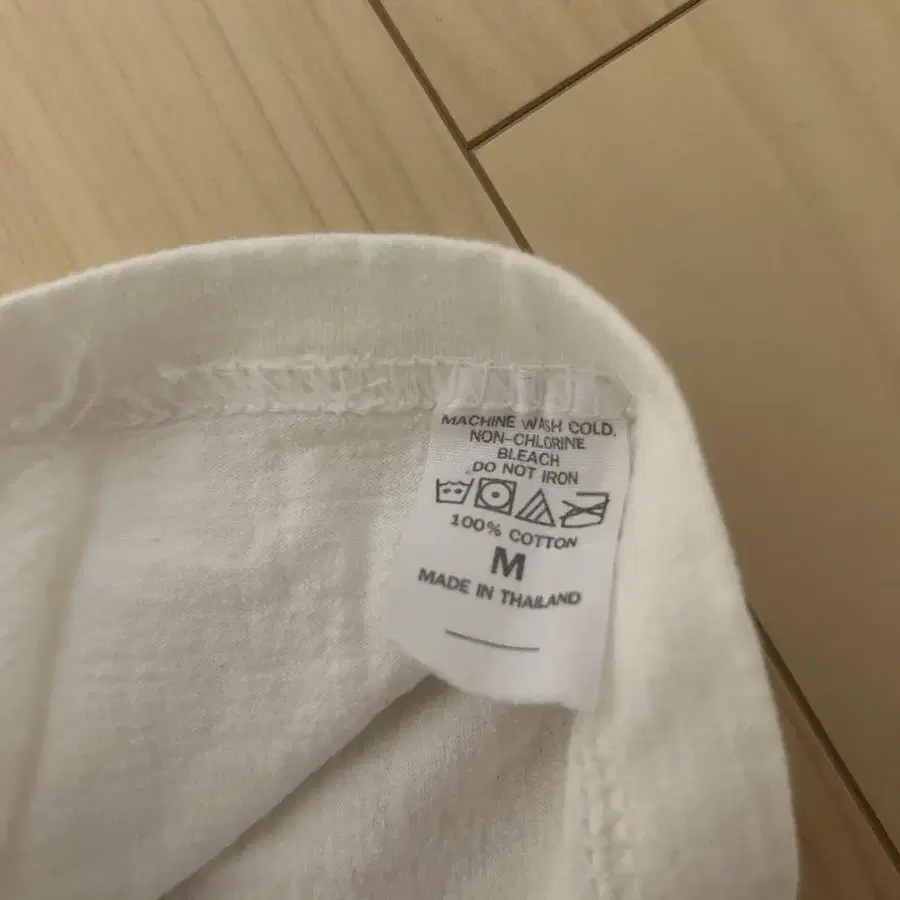 MACHINE WASH COLD,
NON-CHLORINE
BLEACH
DO NOT IRON
100% COTTON
M
MADE IN THAILAND